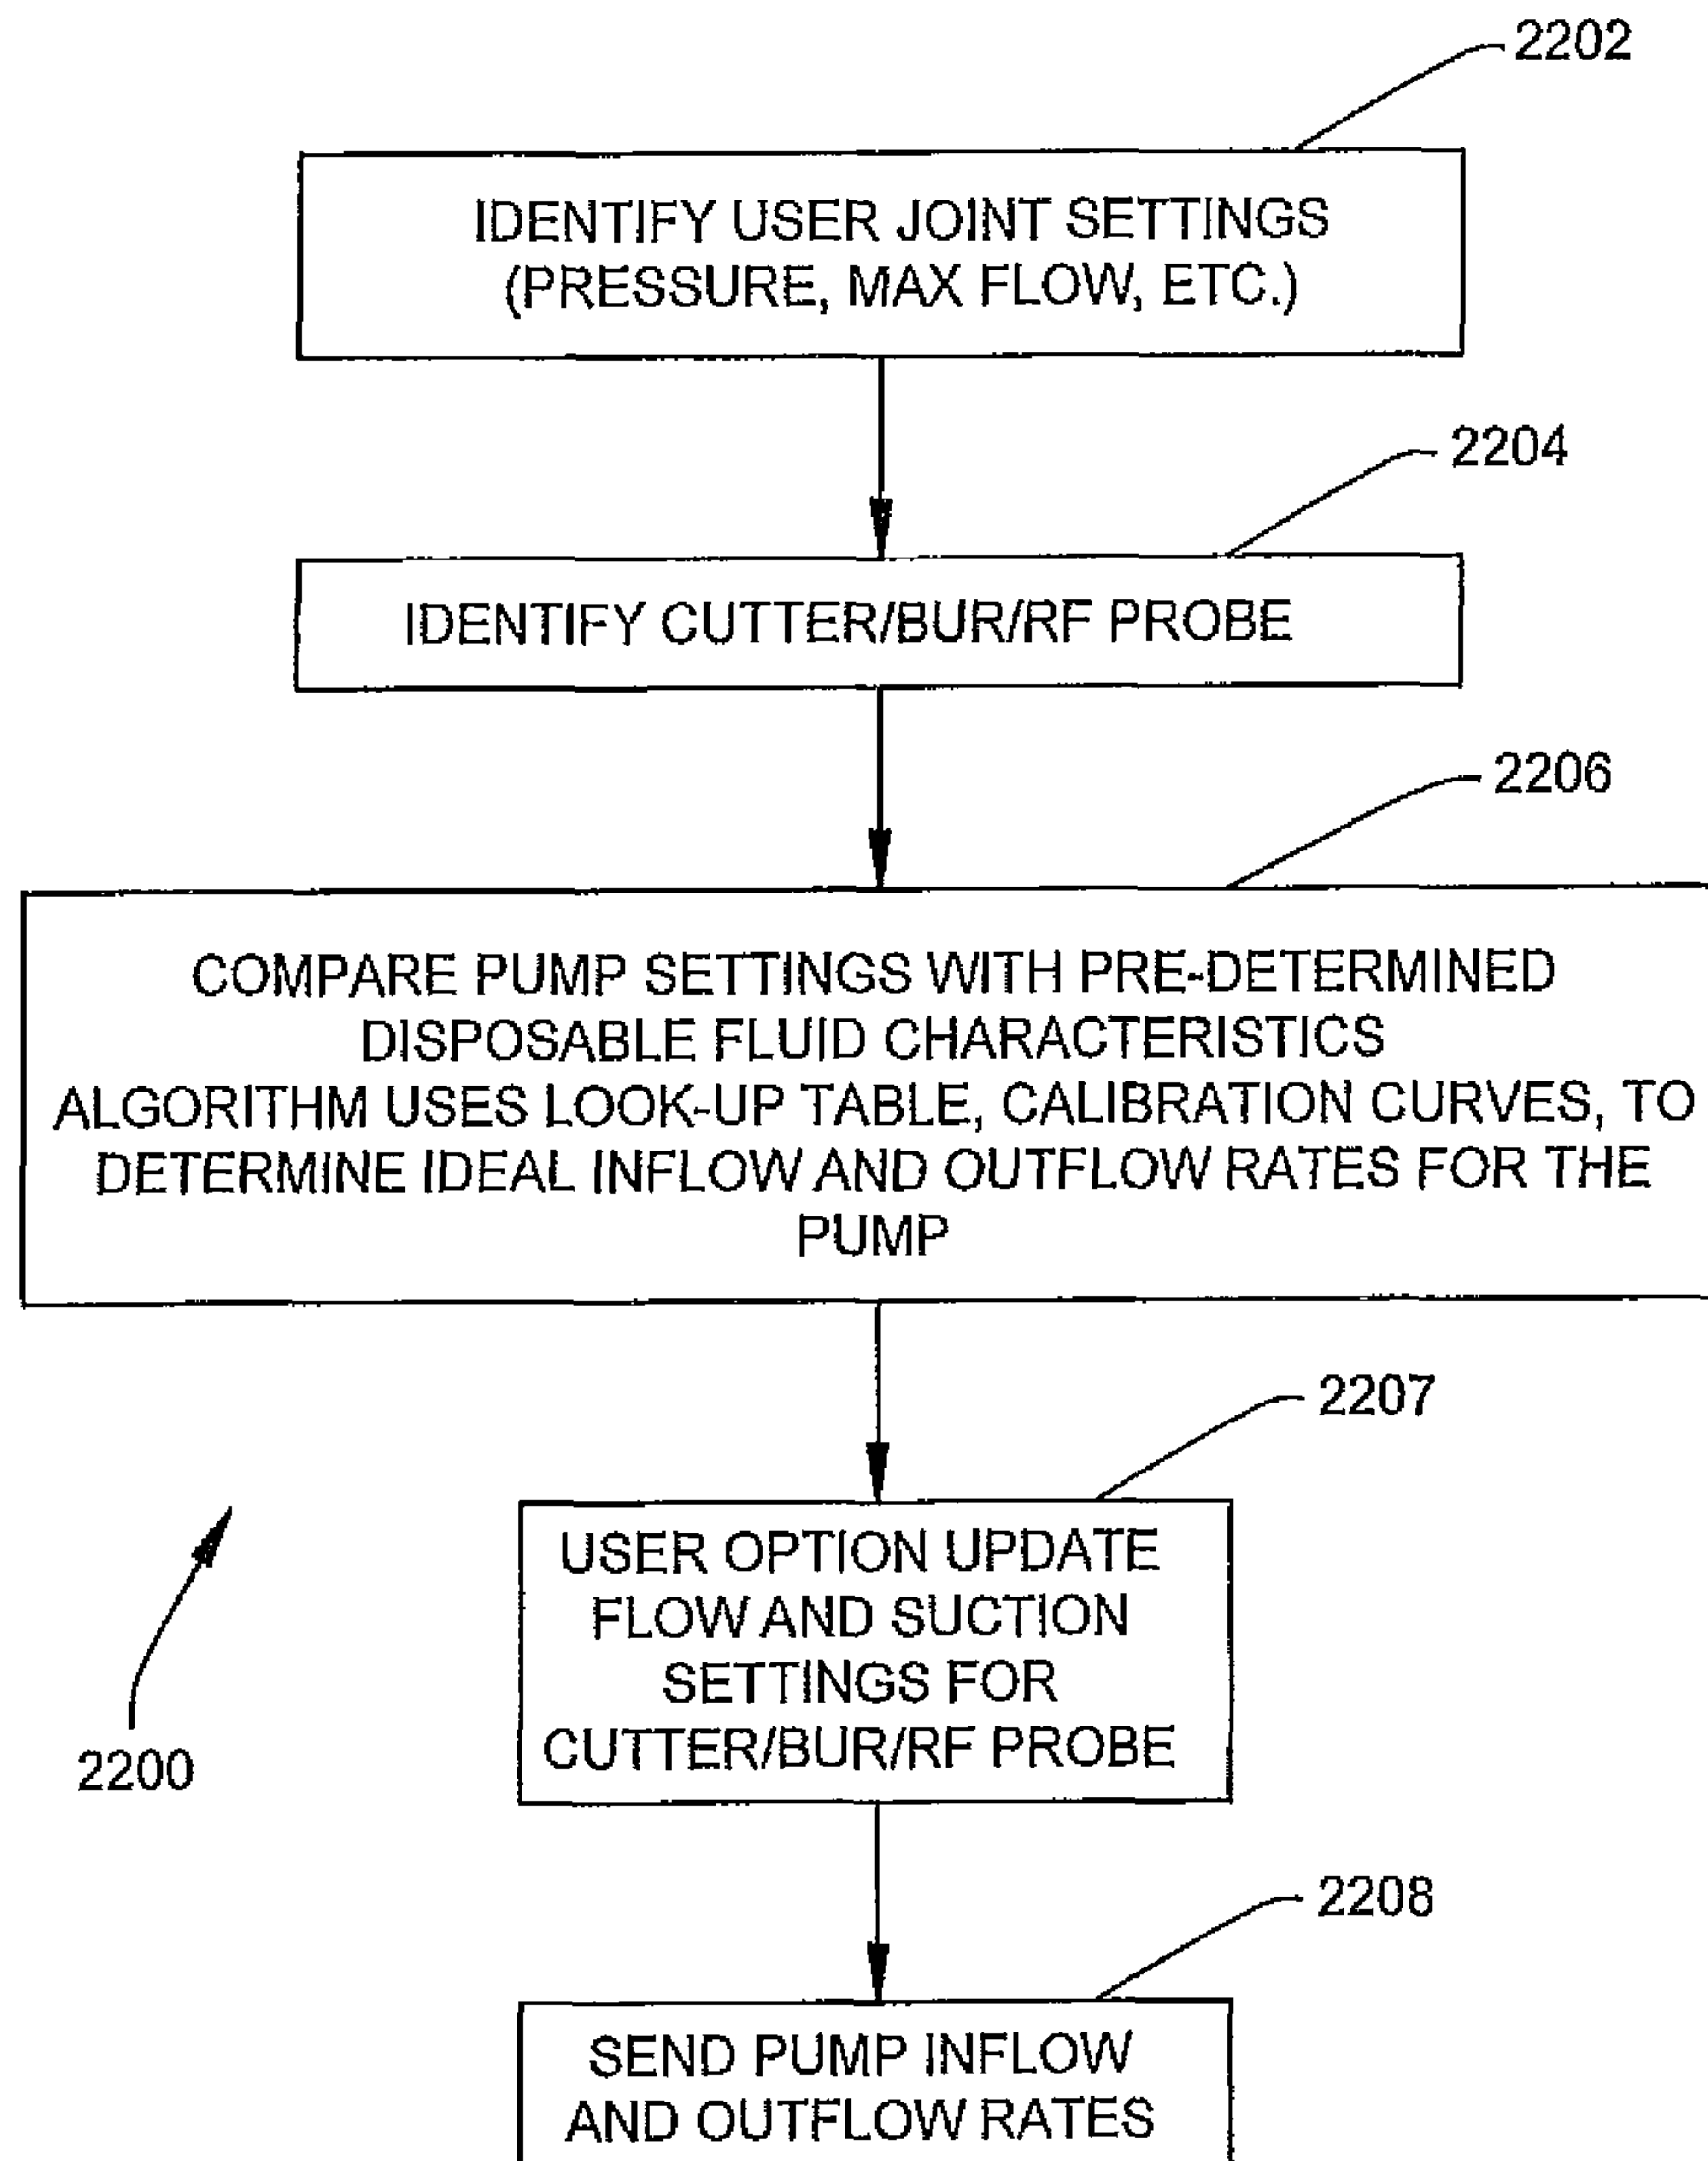 2202
IDENTIFY USER JOINT SETTINGS
(PRESSURE, MAX FLOW, ETC.)
2204
IDENTIFY CUTTER/BUR/RF PROBE
2206
COMPARE PUMP SETTINGS WITH PRE-DETERMINED
DISPOSABLE FLUID CHARACTERISTICS
ALGORITHM USES LOOK-UP TABLE, CALIBRATION CURVES, TO
DETERMINE IDEAL INFLOW AND OUTFLOW RATES FOR THE
PUMP
2207
USER OPTION UPDATE
FLOW AND SUCTION
SETTINGS FOR
CUTTER/BUR/RF PROBE
2200
2208
SEND PUMP INFLOW
AND OUTFLOW RATES